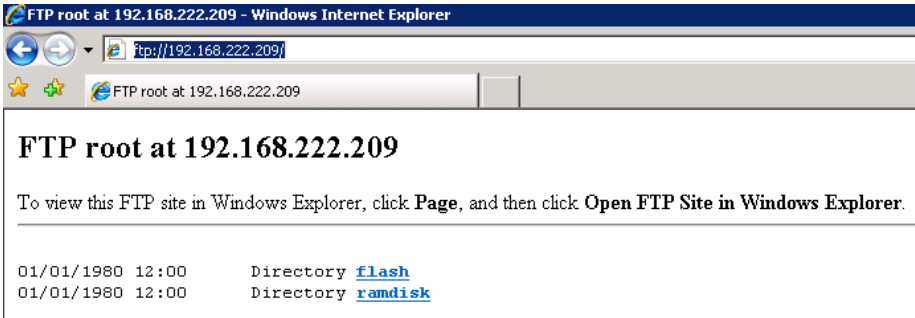 FTP root at 192.168.222.209 - Windows Internet Explorer
ftp://192.168.222.209/
FTP root at 192.168.222.209
FTP root at 192.168.222.209
To view this FTP site in Windows Explorer, click Page, and then click Open FTP Site in Windows Explorer.
01/01/1980 12:00 Directory flash
01/01/1980 12:00 Directory ramdisk